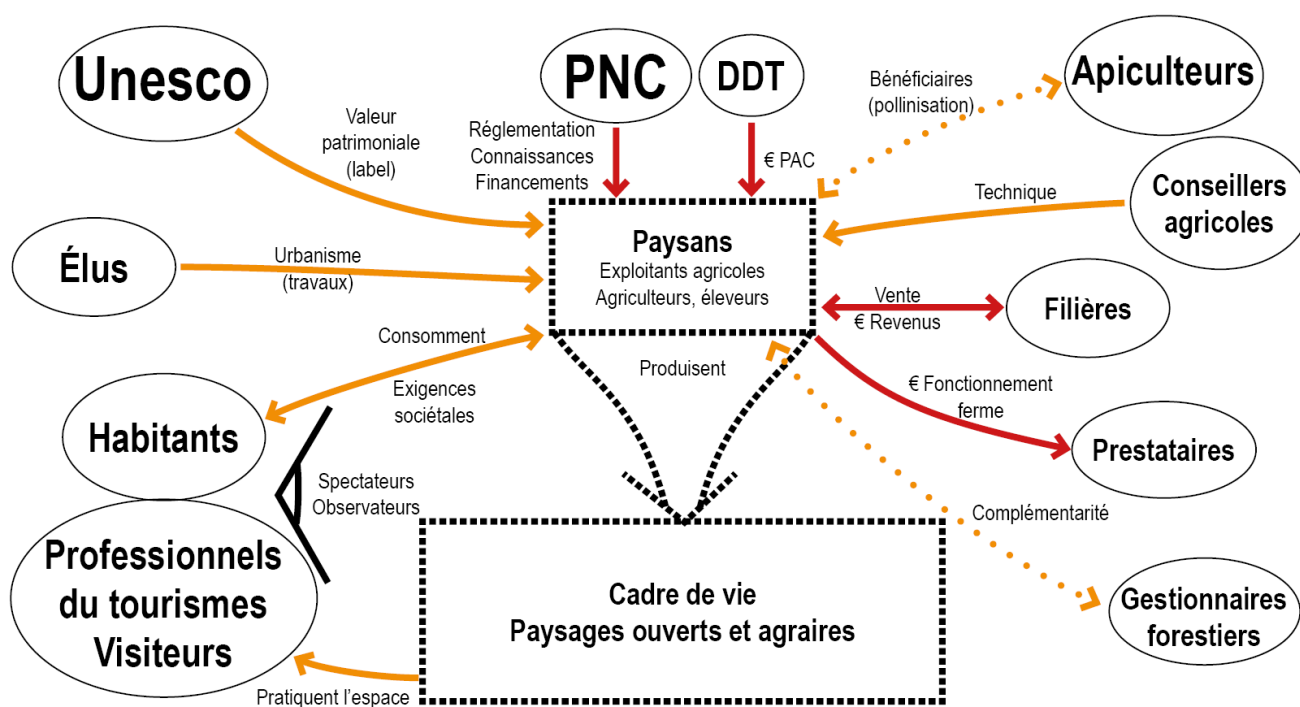 Unesco
PNC
DDT
Apiculteurs
Bénéficiaires
(pollinisation)
Valeur
patrimoniale
(label)
Réglementation
Connaissances
Financements
€ PAC
Technique
Conseillers
agricoles
Élus
Urbanisme
(travaux)
Paysans
Exploitants agricoles
Agriculteurs, éleveurs
Vente
€ Revenus
Filières
Consomment
Exigences
sociétales
Produisent
€ Fonctionnement
ferme
Prestataires
Habitants
Spectateurs
Observateurs
Complémentarité
Professionnels
du tourismes
Visiteurs
Cadre de vie
Paysages ouverts et agraires
Gestionnaires
forestiers
Pratiquent l'espace